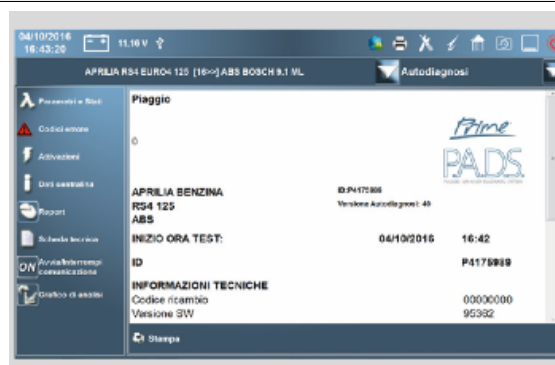 04/10/2016
16:43:20
11.16 V
APRILIA RS4 EURO4 125 [16>>] ABS BOSCH 9.1 ML
Autodiagnosi
Parametri e Stati
Codici errore
Attivazioni
Dati centralina
Report
Scheda tecnica
ON Avvia/Interrompi
comunicazione
Grafico di analisi
Piaggio
0
Prime
P.A.D.S.
APRILIA BENZINA
RS4 125
ABS
ID:P4175989
Versione Autodiagnosi: 40
INIZIO ORA TEST: 04/10/2016 16:42
ID P4175989
INFORMAZIONI TECNICHE
Codice ricambio 00000000
Versione SW 95362
Stampa